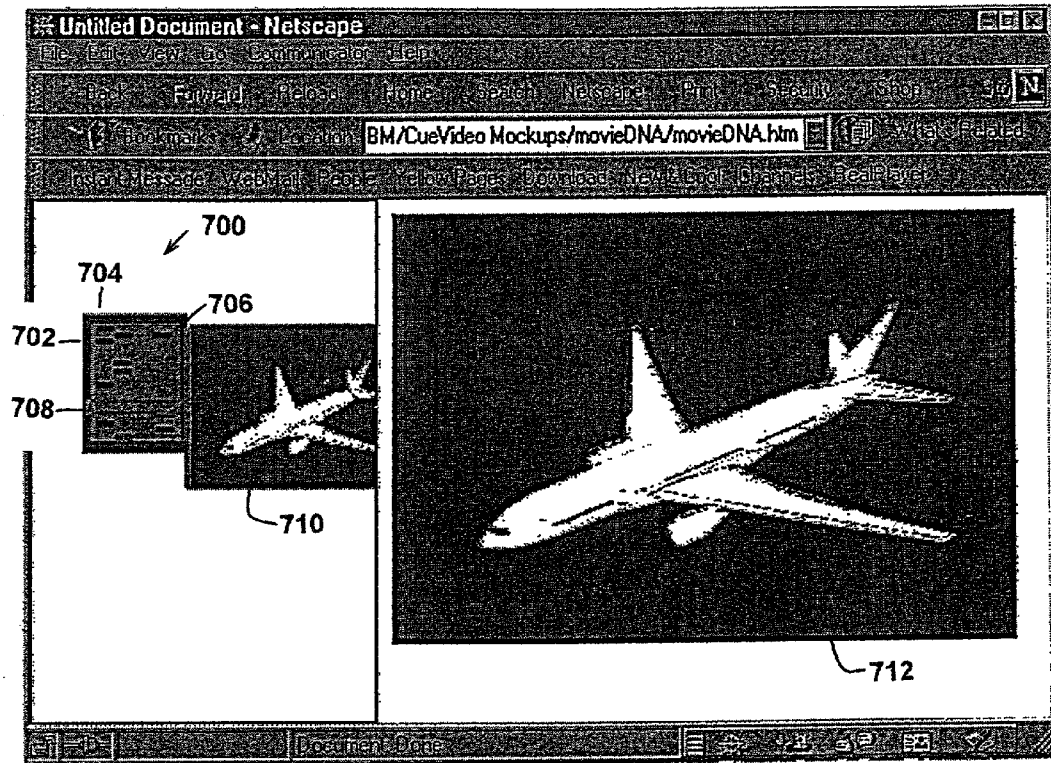 Untitled Document - Netscape
File Edit View Go Communicator Help
Back Forward Reload Home Search Netscape Print Security Shop N
Bookmarks Location BM/CueVideo Mockups/movieDNA/movieDNA.htm What's Related
Instant Message WebMail People Yellow Pages Download Channels RealPlayer
700
704
706
702
708
710
712
Document: Done